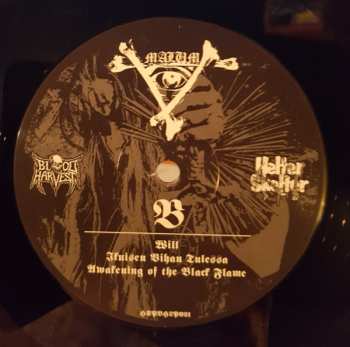 MALUM
BLOOD
HARVEST
Helter
Skelter
B
Will
Ikuisen Vihan Tulessa
Awakening of the Black Flame